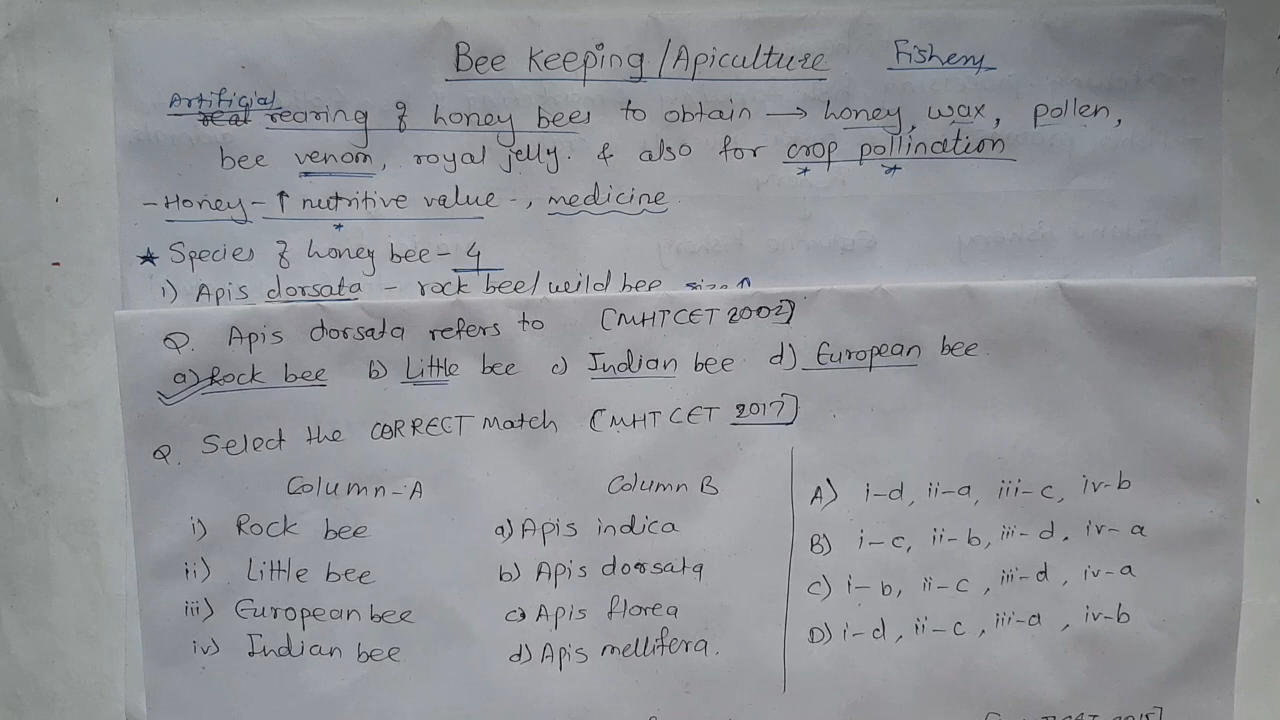 Bee Keeping/Apiculture Fishery
Artificial
real rearing & honey bees to obtain → honey, wax, pollen,
bee venom, royal jelly. & also for crop pollination
- Honey - ↑ nutritive value -, medicine
* Species & honey bee - 4
i) Apis dorsata - rock bee/wild bee size ↑
Q. Apis dorsata refers to [MHTCET 2002]
a) Rock bee b) Little bee c) Indian bee d) European bee.
Q. Select the CORRECT Match [MHT CET 2017]
Column-A Column B
i) Rock bee a) Apis indica
ii) Little bee b) Apis dorsata
iii) European bee c) Apis florea
iv) Indian bee d) Apis mellifera.
A) i-d, ii-a, iii-c, iv-b
B) i-c, ii-b, iii-d, iv-a
C) i-b, ii-c, iii-d, iv-a
D) i-d, ii-c, iii-a, iv-b